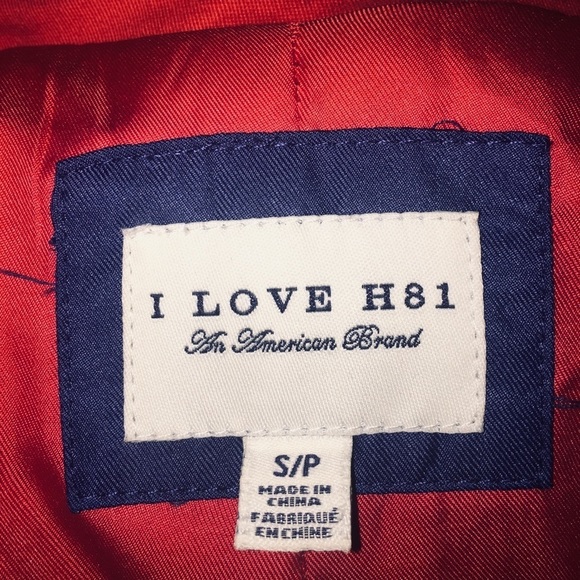 I LOVE H81
An American Brand
S/P
MADE IN
CHINA
FABRIQUÉ
EN CHINE